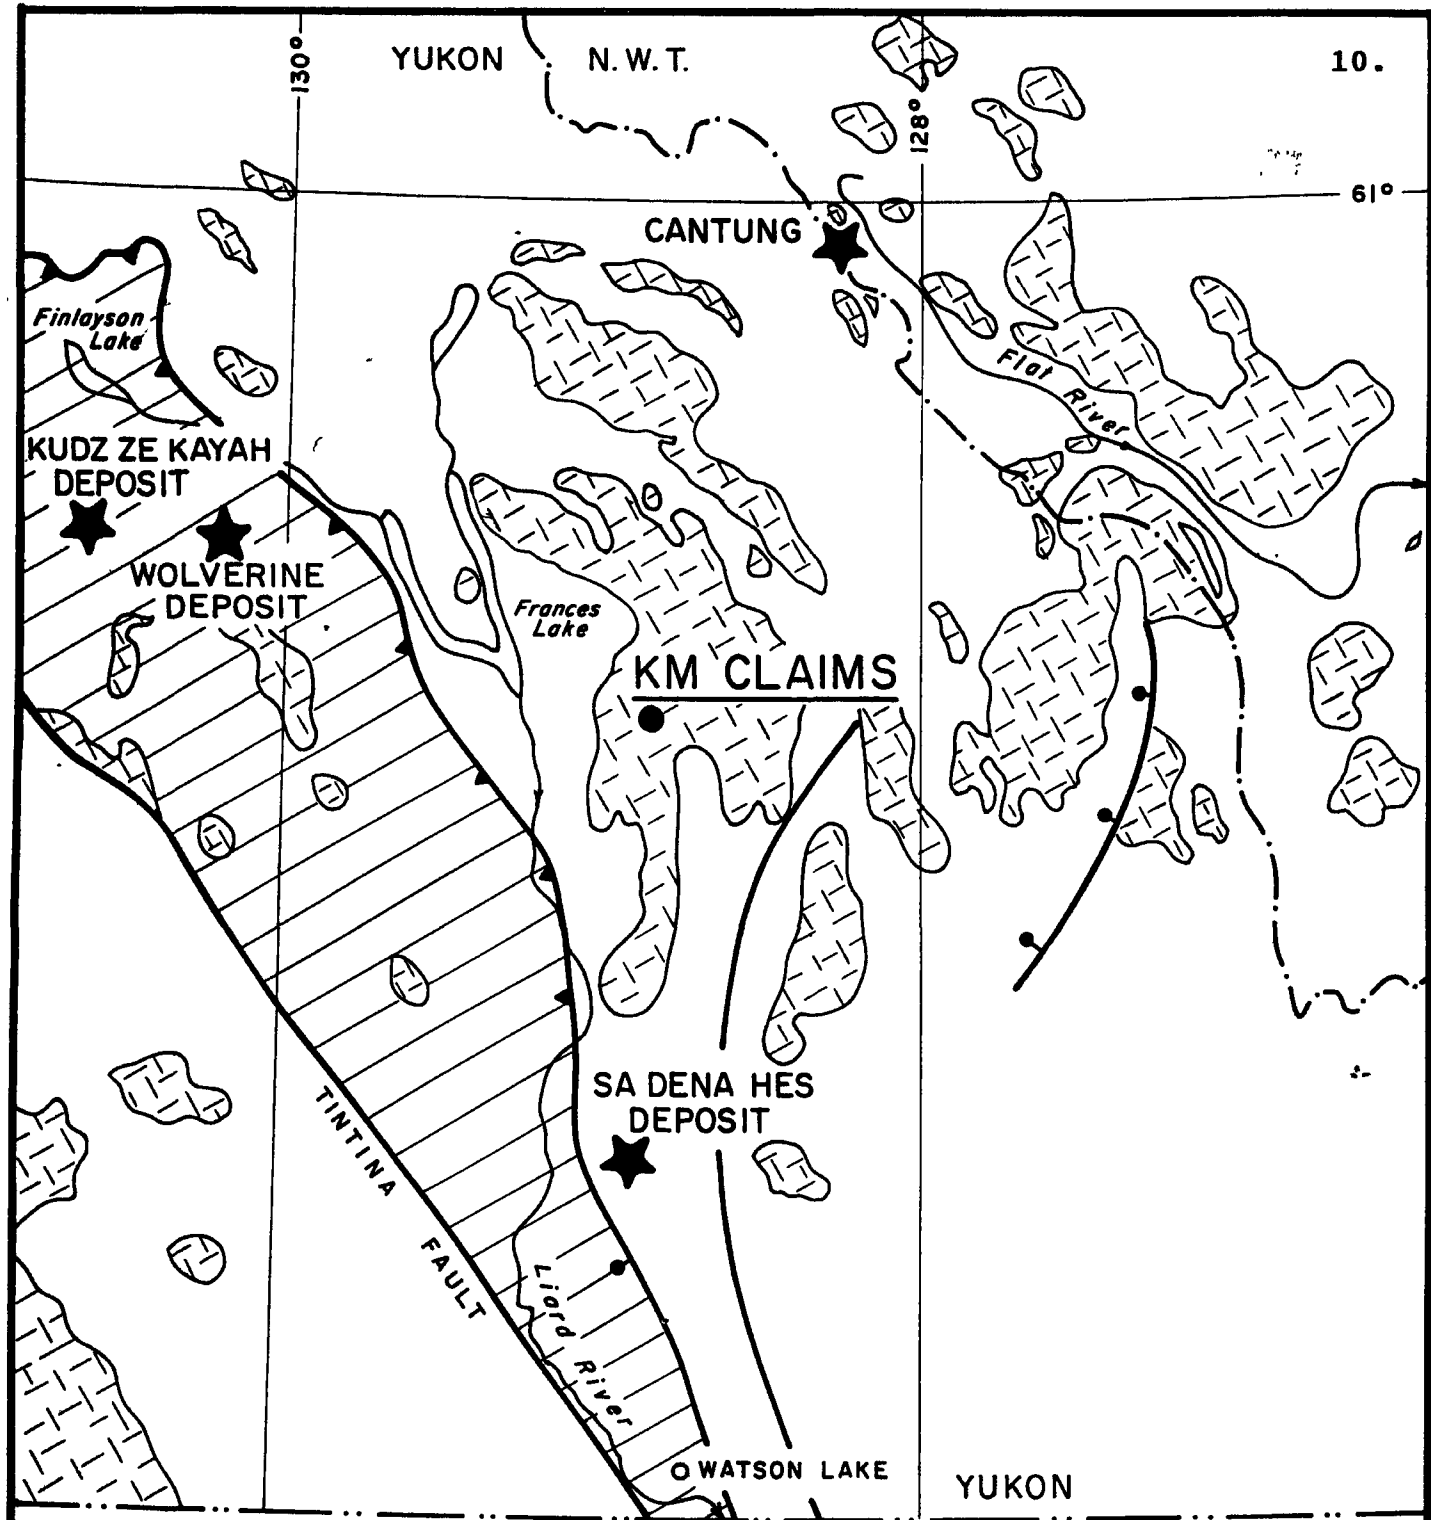 YUKON
N.W.T.
10.
130°
128°
61°
CANTUNG
Finlayson
Lake
Flat River
KUDZ ZE KAYAH
DEPOSIT
WOLVERINE
DEPOSIT
Frances
Lake
KM CLAIMS
SA DENA HES
DEPOSIT
TINTINA FAULT
Liard River
WATSON LAKE
YUKON